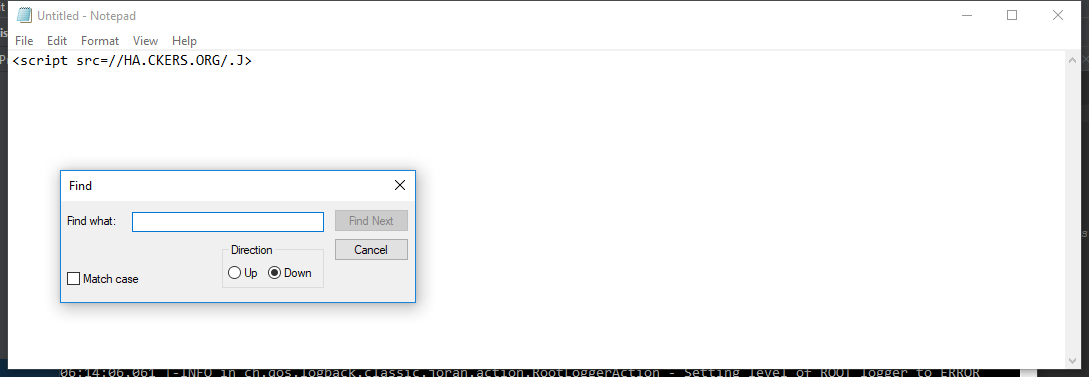 Untitled - Notepad
File Edit Format View Help
<script src=//HA.CKERS.ORG/.J>
Find
Find what:
Find Next
Direction
Cancel
Up Down
Match case
06:14:06,061 |-INFO in ch.qos.logback.classic.joran.action.RootLoggerAction - Setting level of ROOT logger to ERROR